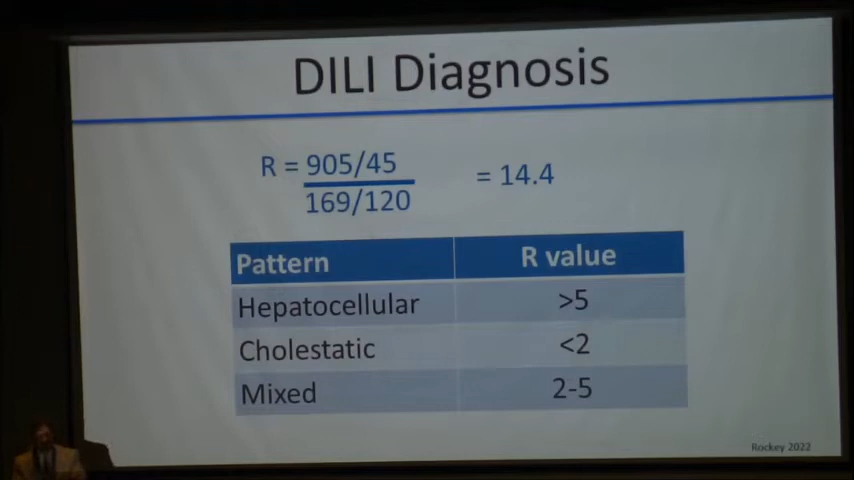 DILI Diagnosis
R = 905/45
169/120
= 14.4
Pattern R value
Hepatocellular >5
Cholestatic <2
Mixed 2-5
Rockey 2022